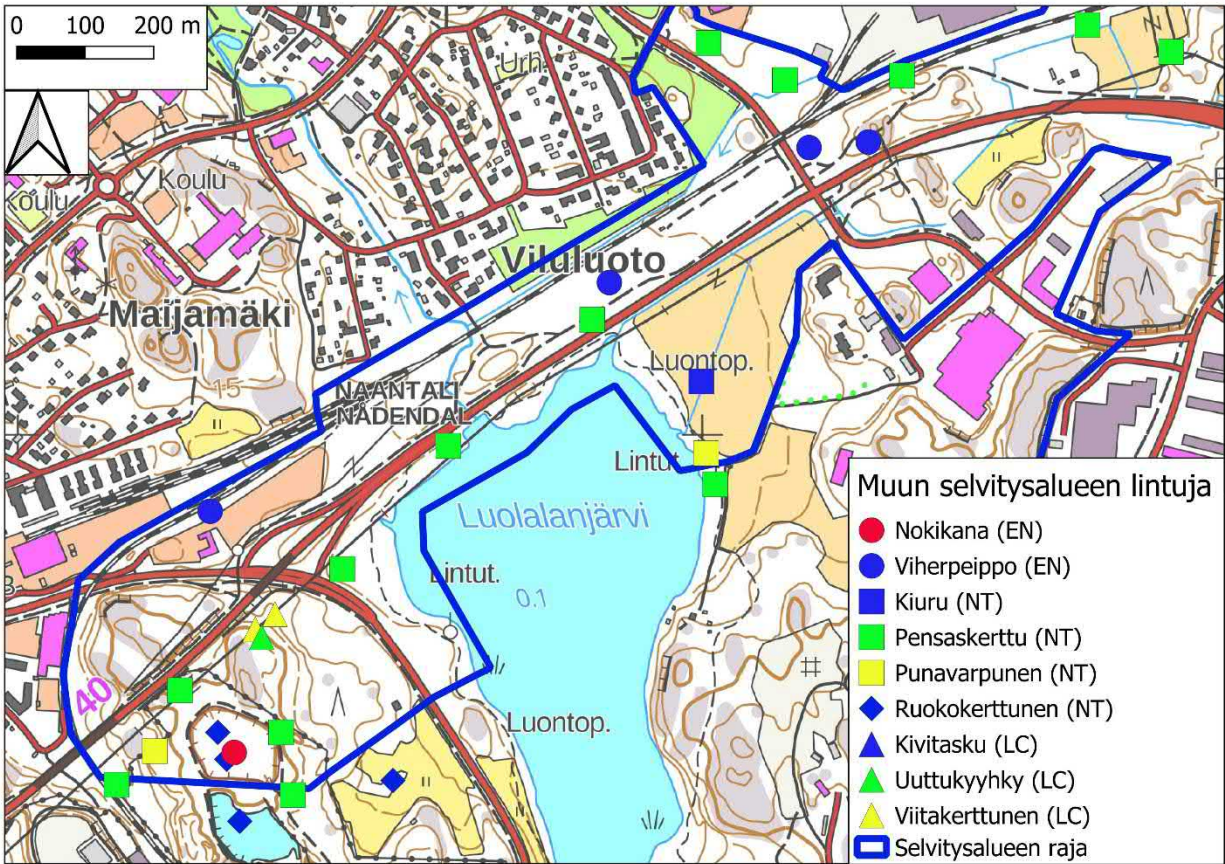 0 100 200 m
Urh.
Koulu
Koulu
Viluluoto
Maijamäki
15
Luontop.
NAANTALI
NÅDENDAL
Lintut.
Luolalanjärvi
Lintut.
0.1
40
Luontop.
Muun selvitysalueen lintuja
Nokikana (EN)
Viherpeippo (EN)
Kiuru (NT)
Pensaskerttu (NT)
Punavarpunen (NT)
Ruokokerttunen (NT)
Kivitasku (LC)
Uuttukyyhky (LC)
Viitakerttunen (LC)
Selvitysalueen raja